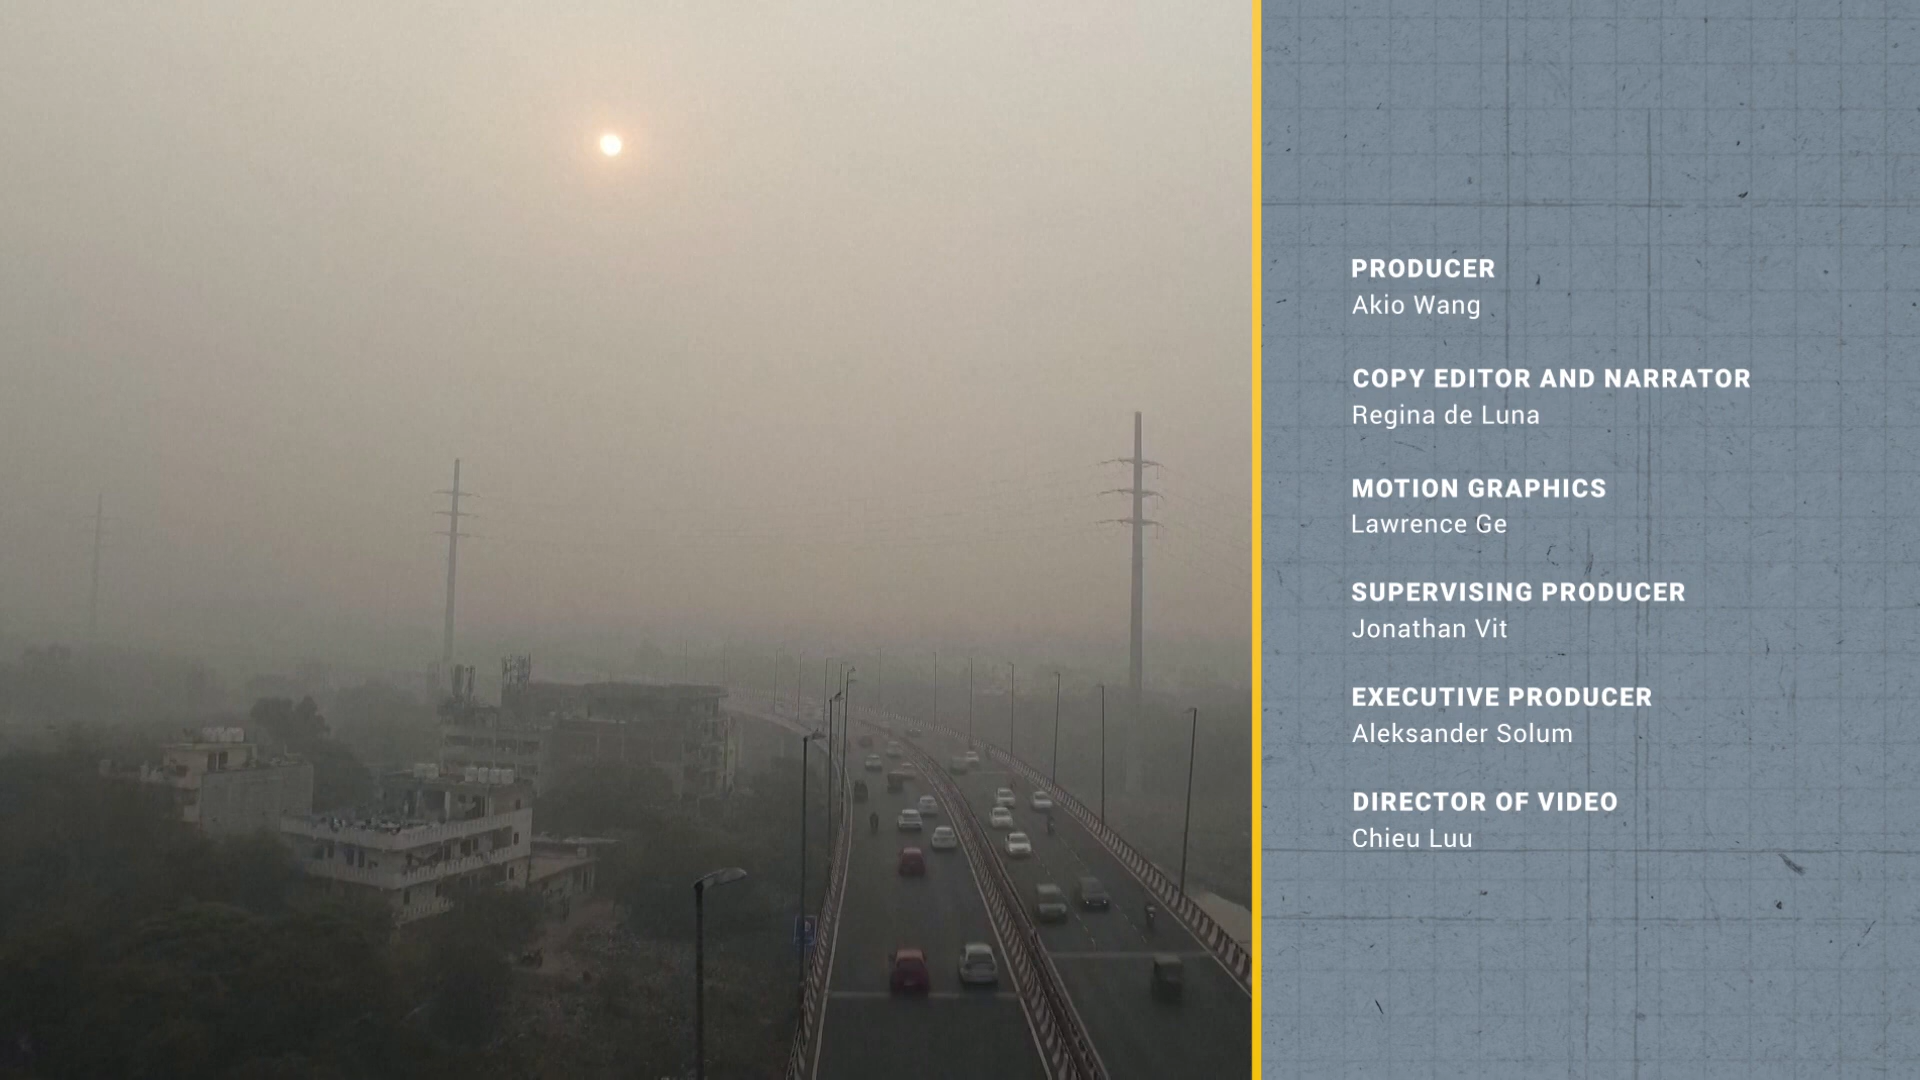 PRODUCER
Akio Wang
COPY EDITOR AND NARRATOR
Regina de Luna
MOTION GRAPHICS
Lawrence Ge
SUPERVISING PRODUCER
Jonathan Vit
EXECUTIVE PRODUCER
Aleksander Solum
DIRECTOR OF VIDEO
Chieu Luu